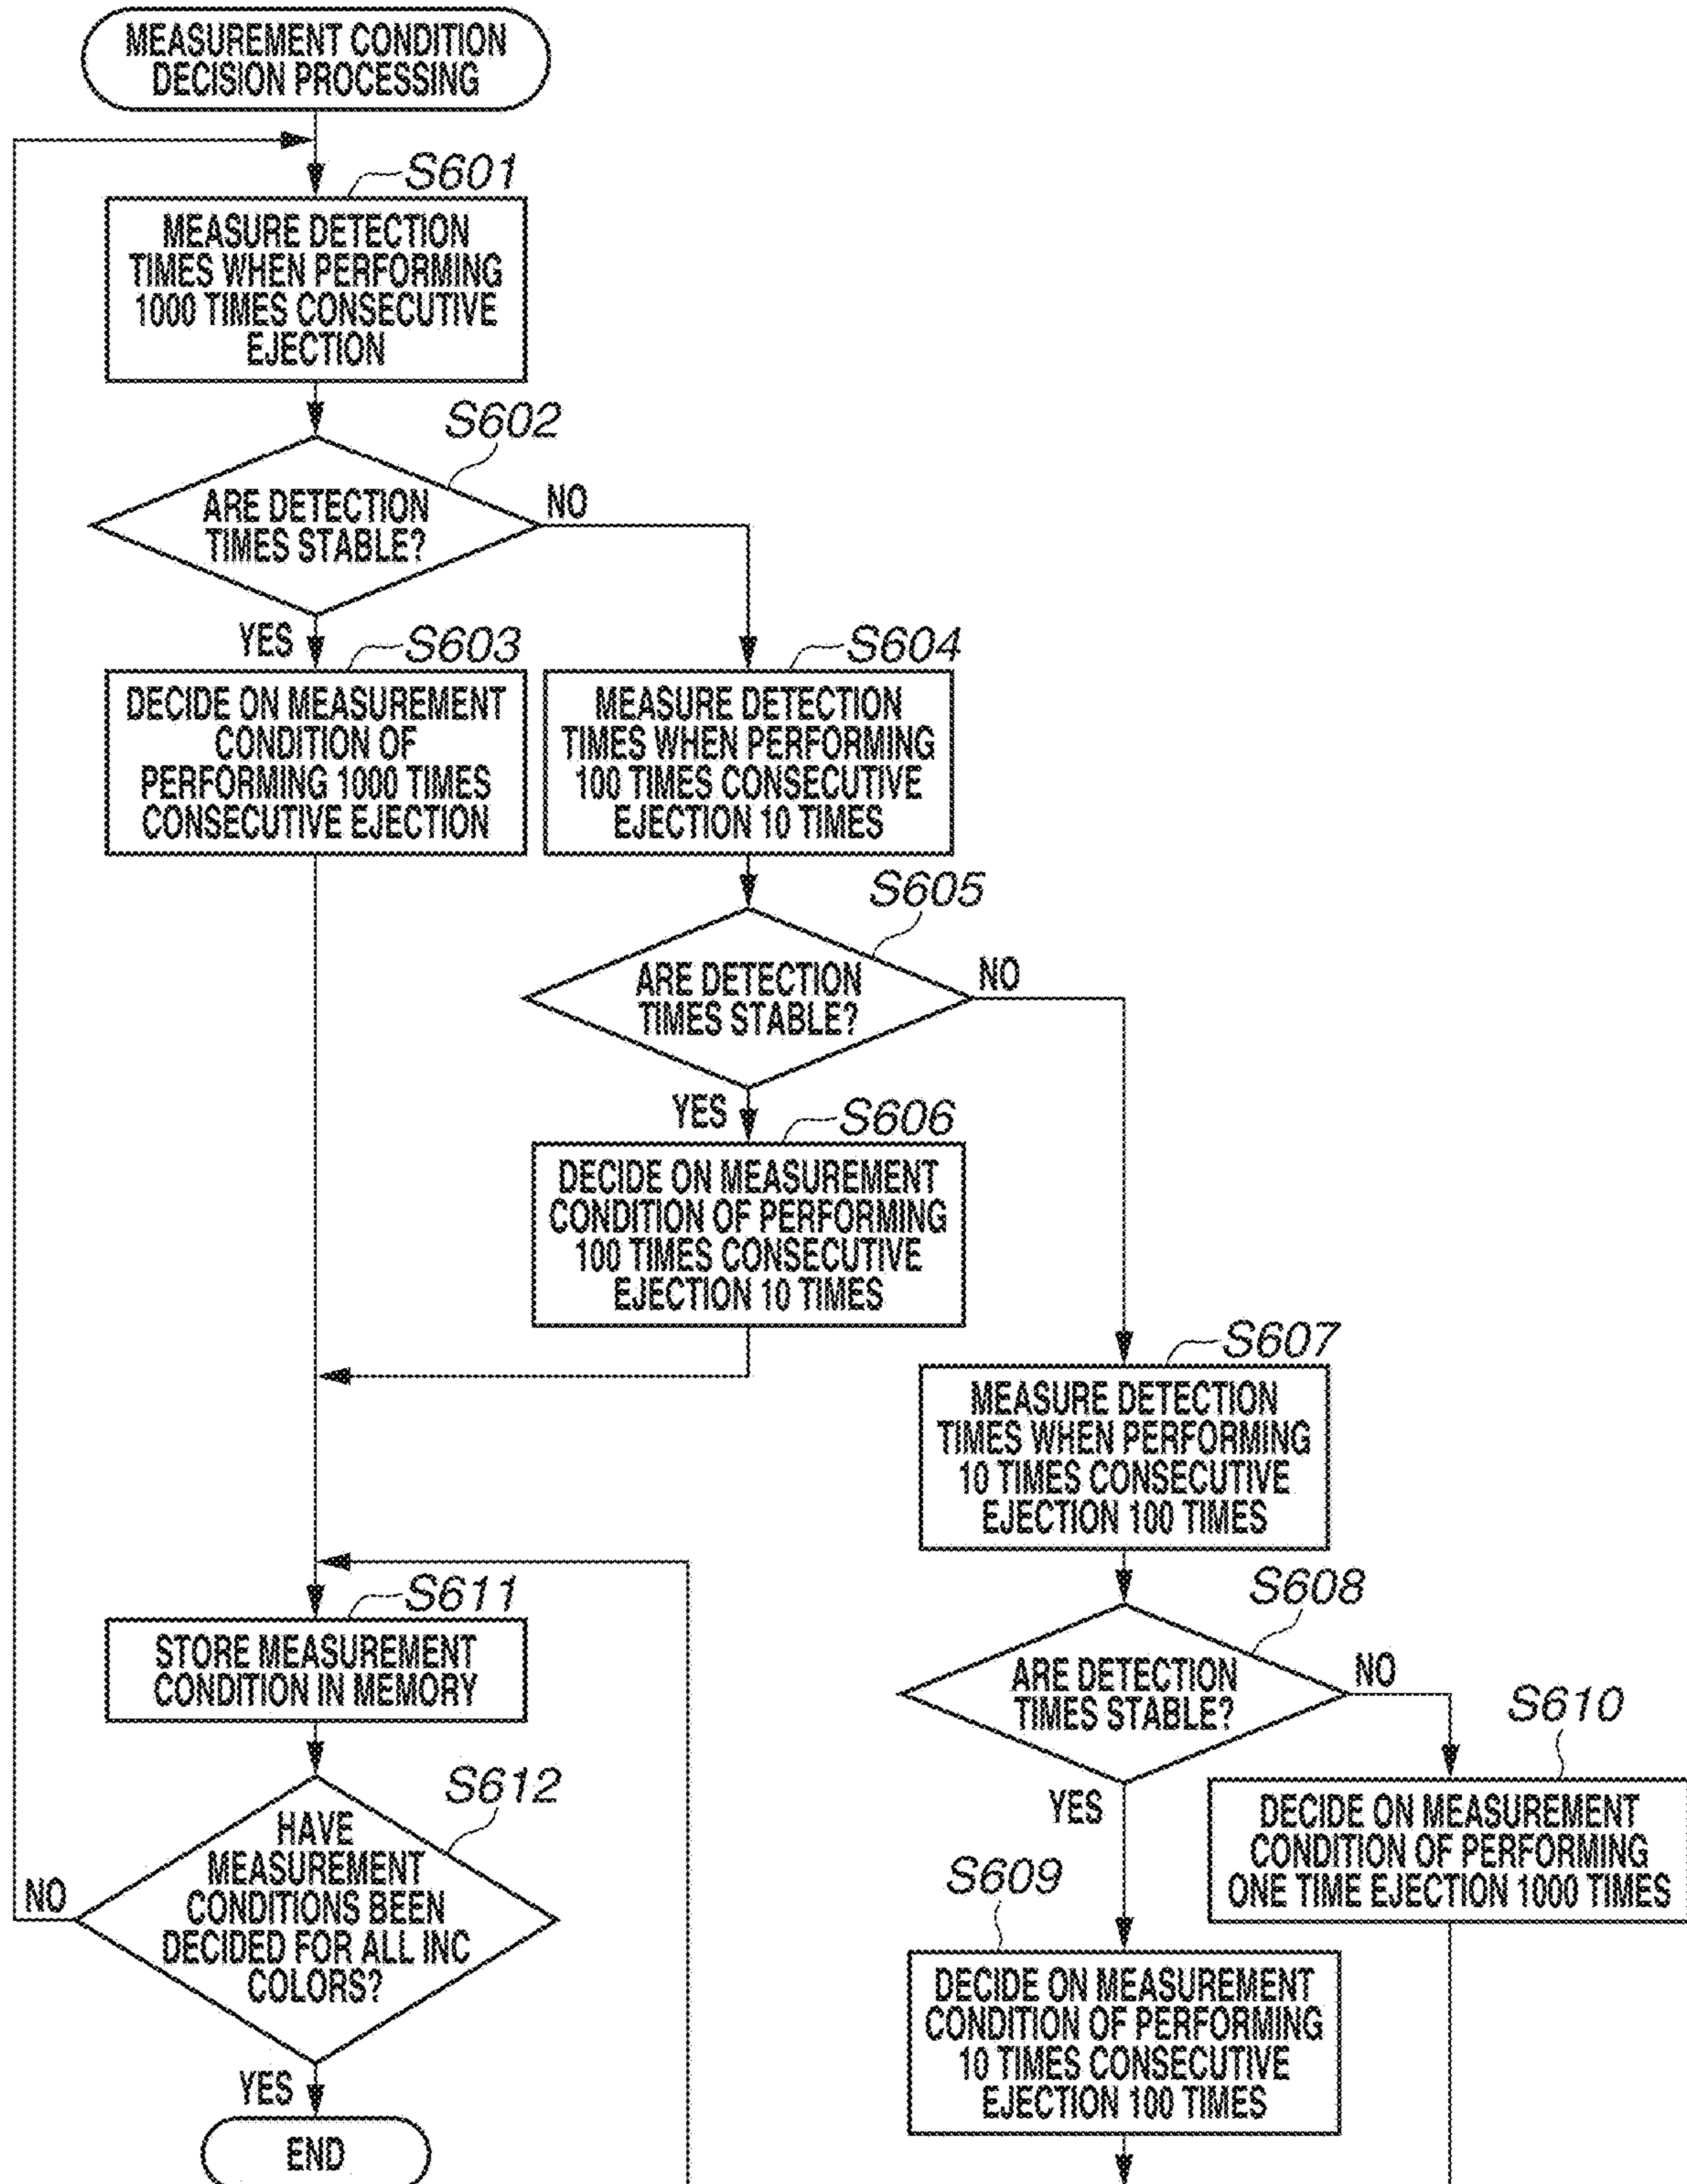 MEASUREMENT CONDITION
DECISION PROCESSING
S601
MEASURE DETECTION
TIMES WHEN PERFORMING
1000 TIMES CONSECUTIVE
EJECTION
S602
ARE DETECTION
TIMES STABLE?
NO
YES
S603
DECIDE ON MEASUREMENT
CONDITION OF
PERFORMING 1000 TIMES
CONSECUTIVE EJECTION
S604
MEASURE DETECTION
TIMES WHEN PERFORMING
100 TIMES CONSECUTIVE
EJECTION 10 TIMES
S605
ARE DETECTION
TIMES STABLE?
NO
YES
S606
DECIDE ON MEASUREMENT
CONDITION OF PERFORMING
100 TIMES CONSECUTIVE
EJECTION 10 TIMES
S607
MEASURE DETECTION
TIMES WHEN PERFORMING
10 TIMES CONSECUTIVE
EJECTION 100 TIMES
S608
ARE DETECTION
TIMES STABLE?
NO
YES
S610
DECIDE ON MEASUREMENT
CONDITION OF PERFORMING
ONE TIME EJECTION 1000 TIMES
S609
DECIDE ON MEASUREMENT
CONDITION OF PERFORMING
10 TIMES CONSECUTIVE
EJECTION 100 TIMES
S611
STORE MEASUREMENT
CONDITION IN MEMORY
S612
HAVE
MEASUREMENT
CONDITIONS BEEN
DECIDED FOR ALL INC
COLORS?
NO
YES
END